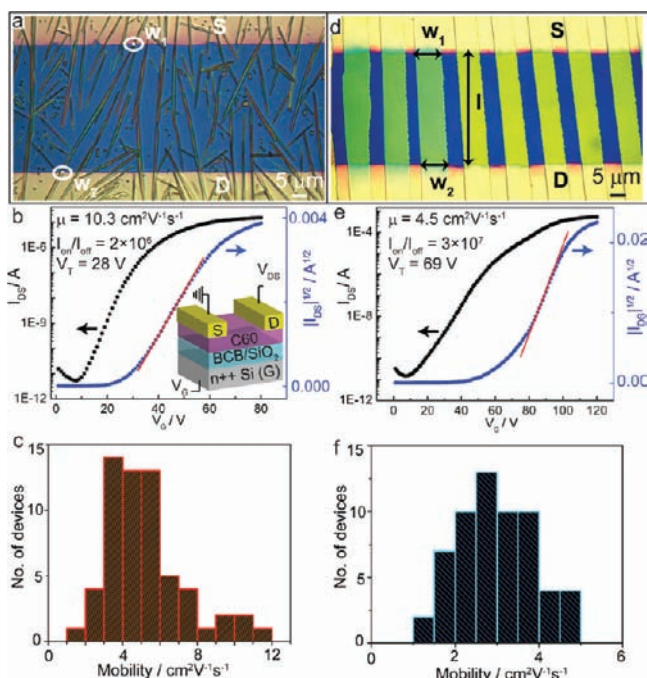 a
S
w₁
w₂
D
5 μm
d
w₁
S
l
w₂
D
5 μm
b
μ = 10.3 cm²V⁻¹s⁻¹
Ion/Ioff = 2×10⁶
VT = 28 V
1E-6
1E-9
1E-12
IDS / A
0 20 40 60 80
VG / V
0.004
0.000
|IDS|¹/² / A¹/²
VDS
S
D
C60
BCB/SiO₂
n++ Si (G)
VG
e
μ = 4.5 cm²V⁻¹s⁻¹
Ion/Ioff = 3×10⁷
VT = 69 V
1E-4
1E-8
1E-12
IDS / A
0 20 40 60 80 100 120
Vg / V
0.02
0.00
|IDS|¹/² / A¹/²
c
15
10
5
0
No. of devices
0 4 8 12
Mobility / cm²V⁻¹s⁻¹
f
15
10
5
0
No. of devices
0 2 4 6
Mobility / cm²V⁻¹s⁻¹